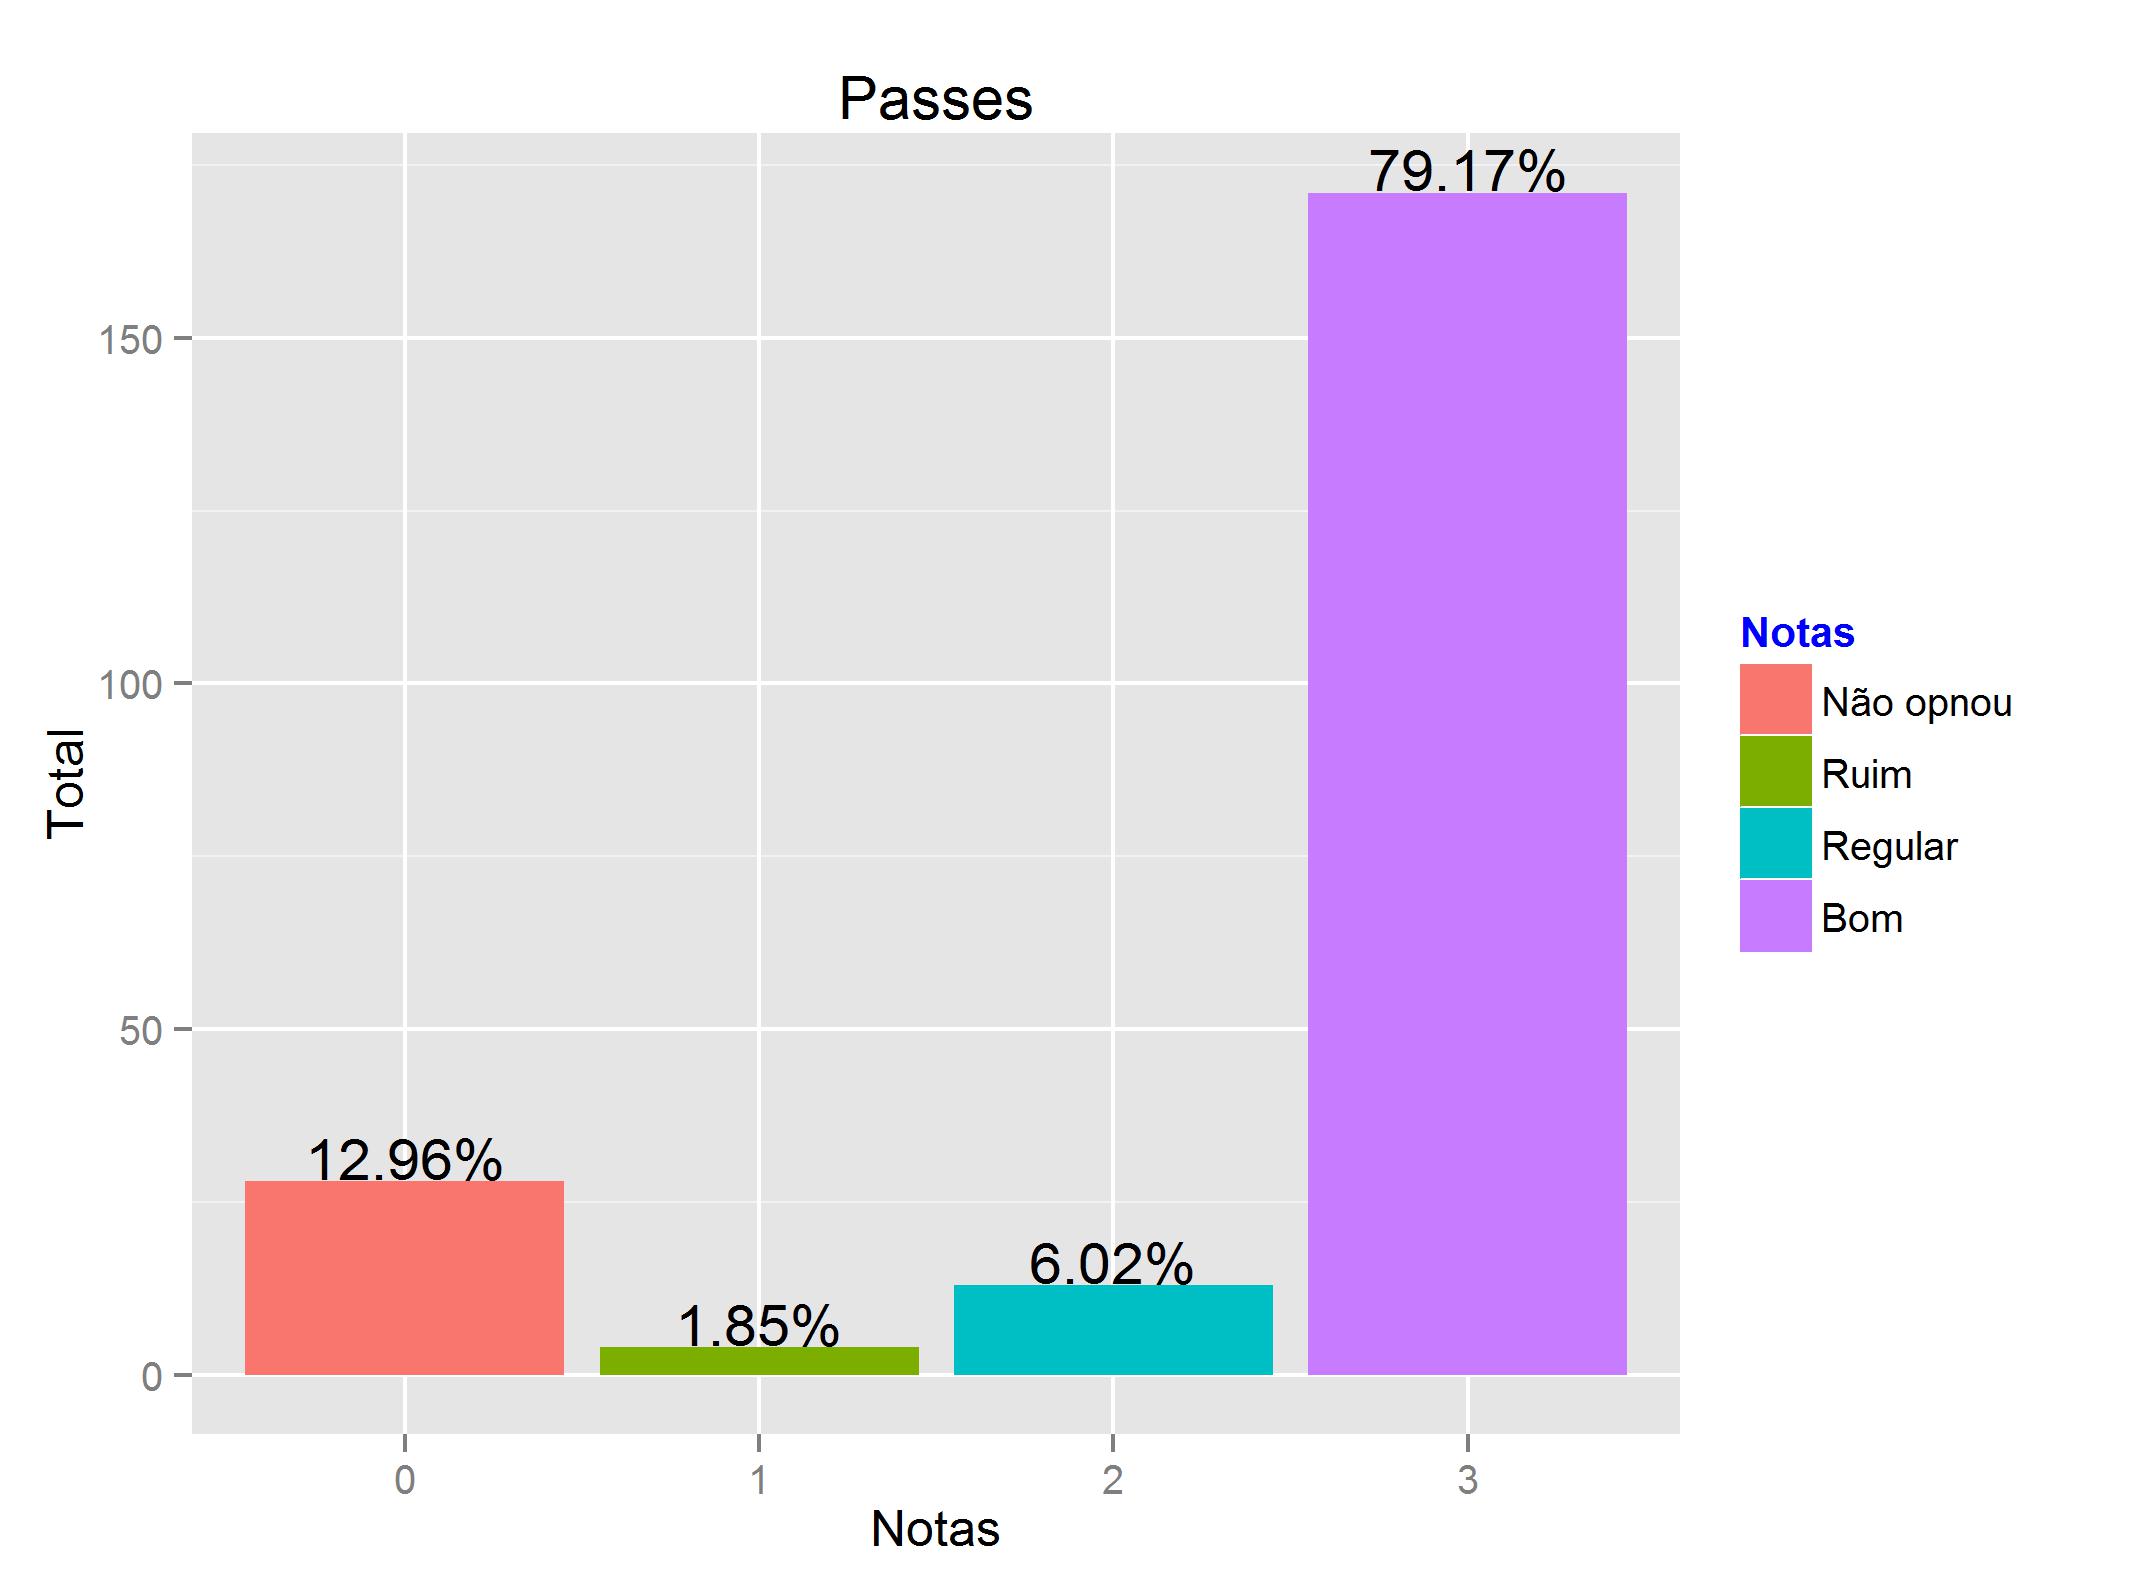 Passes
79.17%
150
100
50
0
12.96%
1.85%
6.02%
Total
0 1 2 3
Notas
Notas
Não opnou
Ruim
Regular
Bom